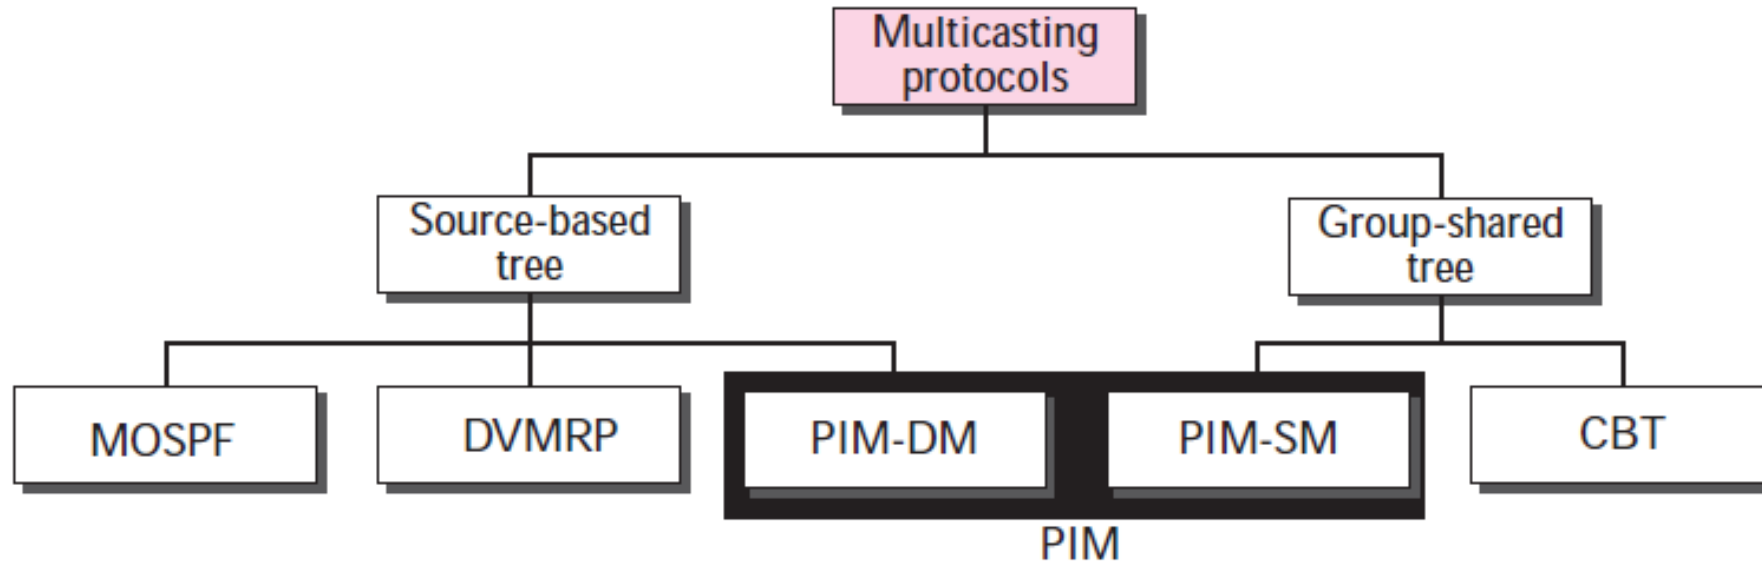 Multicasting
protocols
Source-based
tree
Group-shared
tree
MOSPF
DVMRP
PIM-DM
PIM-SM
CBT
PIM